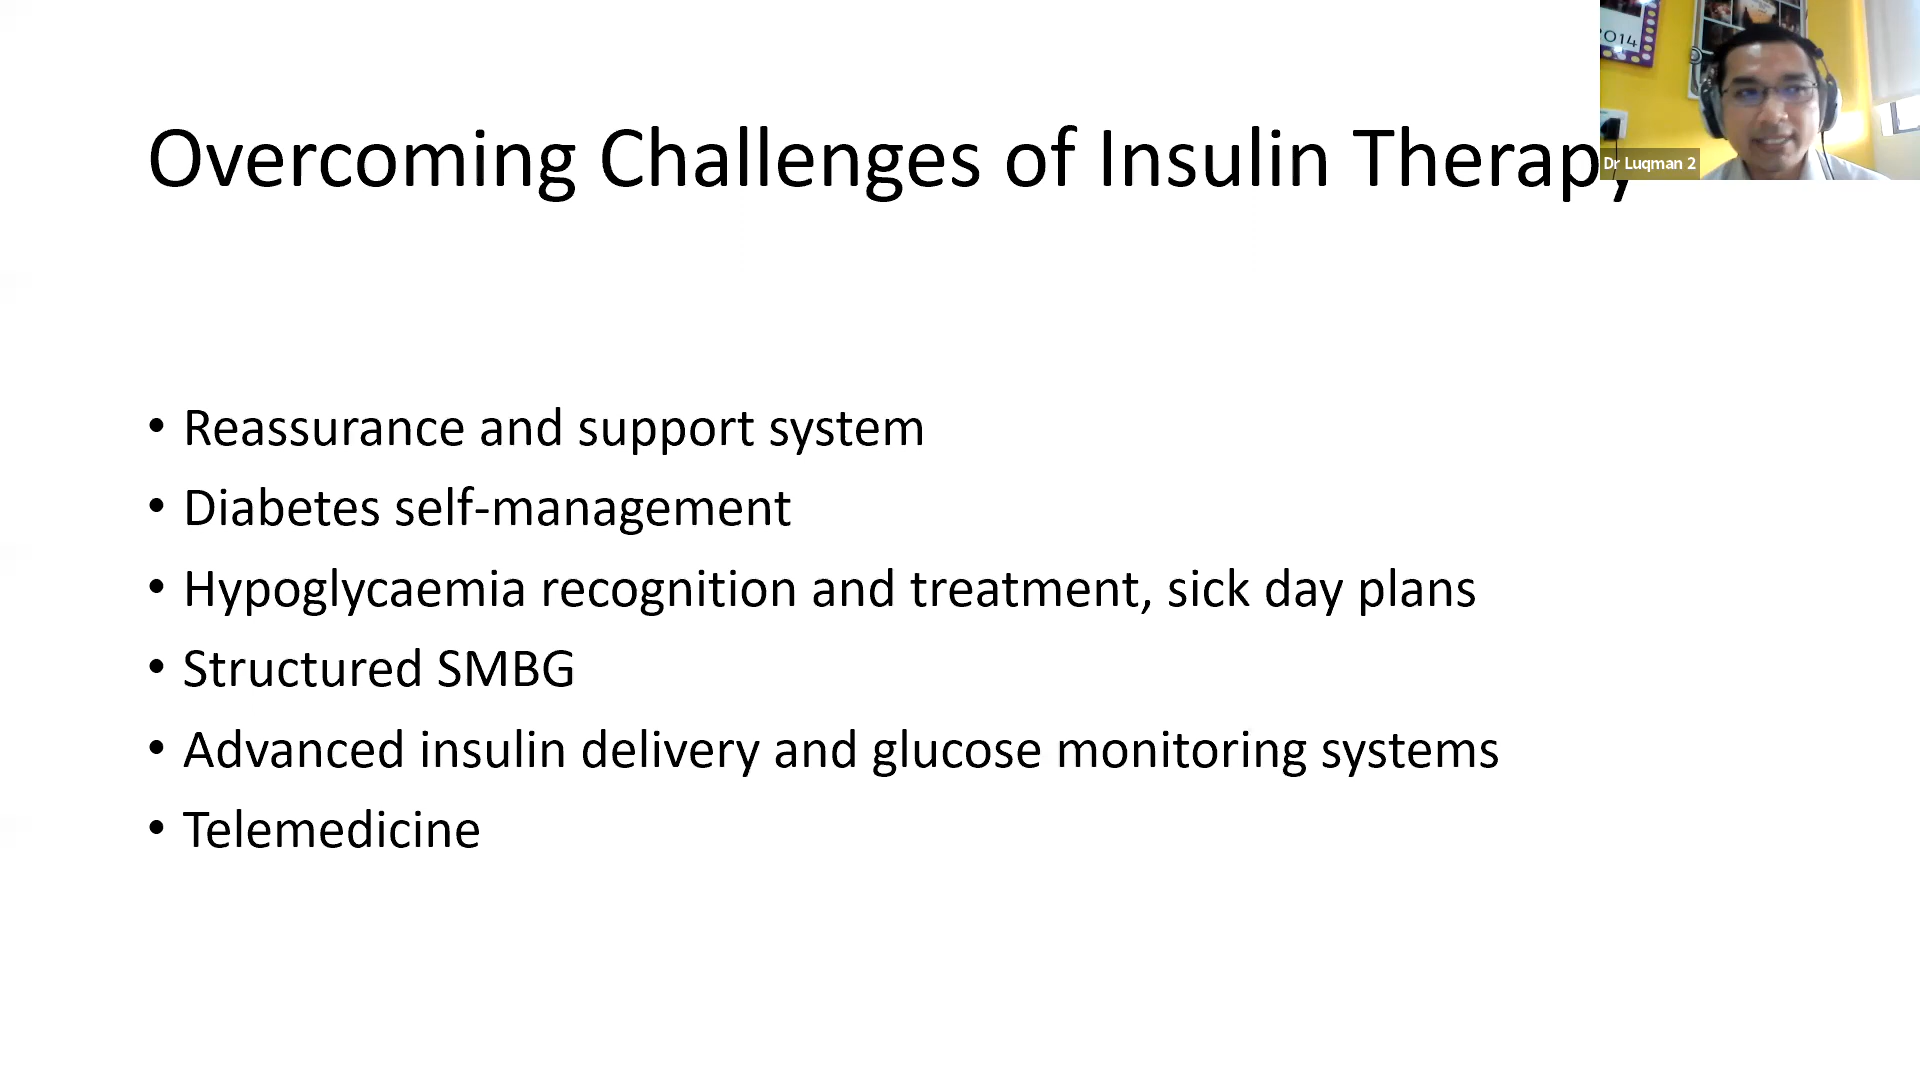 Overcoming Challenges of Insulin Therapy
2014
Dr Luqman 2
• Reassurance and support system
• Diabetes self-management
• Hypoglycaemia recognition and treatment, sick day plans
• Structured SMBG
• Advanced insulin delivery and glucose monitoring systems
• Telemedicine